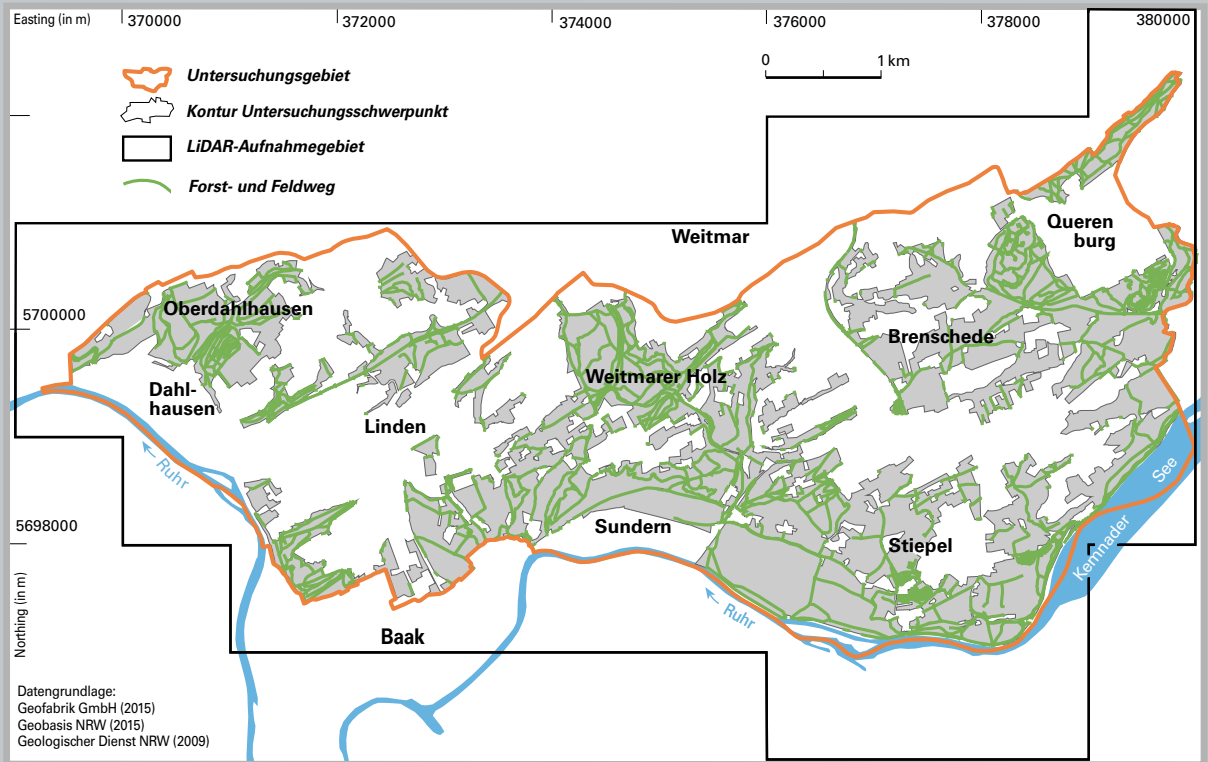 Easting (in m)
370000
372000
374000
376000
378000
380000
0
1 km
Untersuchungsgebiet
Kontur Untersuchungsschwerpunkt
LiDAR-Aufnahmegebiet
Forst- und Feldweg
Weitmar
Queren
burg
Oberdahlhausen
5700000
Brenschede
Weitmarer Holz
Dahl-
hausen
Linden
Ruhr
See
5698000
Sundern
Stiepel
Kemnader
Northing (in m)
Ruhr
Baak
Datengrundlage:
Geofabrik GmbH (2015)
Geobasis NRW (2015)
Geologischer Dienst NRW (2009)